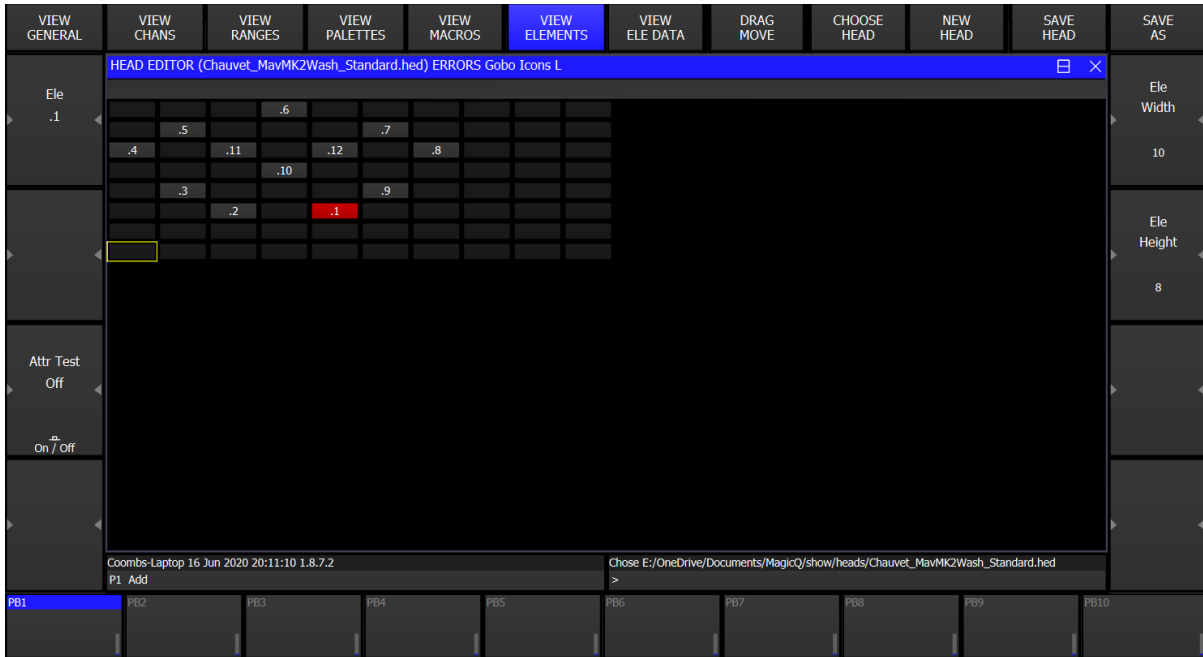 VIEW GENERAL
VIEW CHANS
VIEW RANGES
VIEW PALETTES
VIEW MACROS
VIEW ELEMENTS
VIEW ELE DATA
DRAG MOVE
CHOOSE HEAD
NEW HEAD
SAVE HEAD
SAVE AS
HEAD EDITOR (Chauvet_MavMK2Wash_Standard.hed) ERRORS Gobo Icons L
Ele
.1
Attr Test
Off
On / Off
.6
.5 .7
.4 .11 .12 .8
.10
.3 .9
.2 .1
Ele
Width
10
Ele
Height
8
Coombs-Laptop 16 Jun 2020 20:11:10 1.8.7.2
P1 Add
Chose E:/OneDrive/Documents/MagicQ/show/heads/Chauvet_MavMK2Wash_Standard.hed
>
PB1 PB2 PB3 PB4 PB5 PB6 PB7 PB8 PB9 PB10